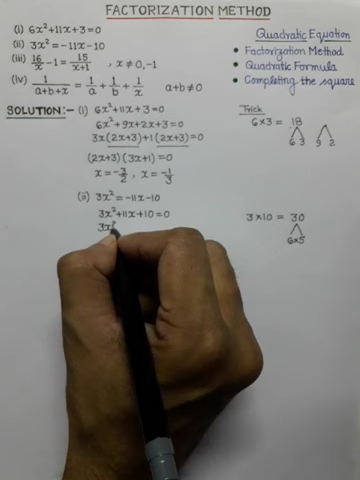 FACTORIZATION METHOD
(i) 6x²+11x+3=0
(ii) 3x² = -11x-10
(iii) 16/x - 1 = 15/(x+1) , x ≠ 0,-1
(iv) 1/(a+b+x) = 1/a + 1/b + 1/x a+b≠0
Quadratic Equation
• Factorization Method
• Quadratic Formula
• Completing the square
SOLUTION:- (i) 6x²+11x+3=0
6x²+9x+2x+3=0
3x(2x+3)+1(2x+3)=0
(2x+3)(3x+1)=0
x = -3/2 , x = -1/3
Trick
6×3 = 18
6 3 9 2
(ii) 3x² = -11x-10
3x²+11x+10=0
3x²
3×10 = 30
6×5